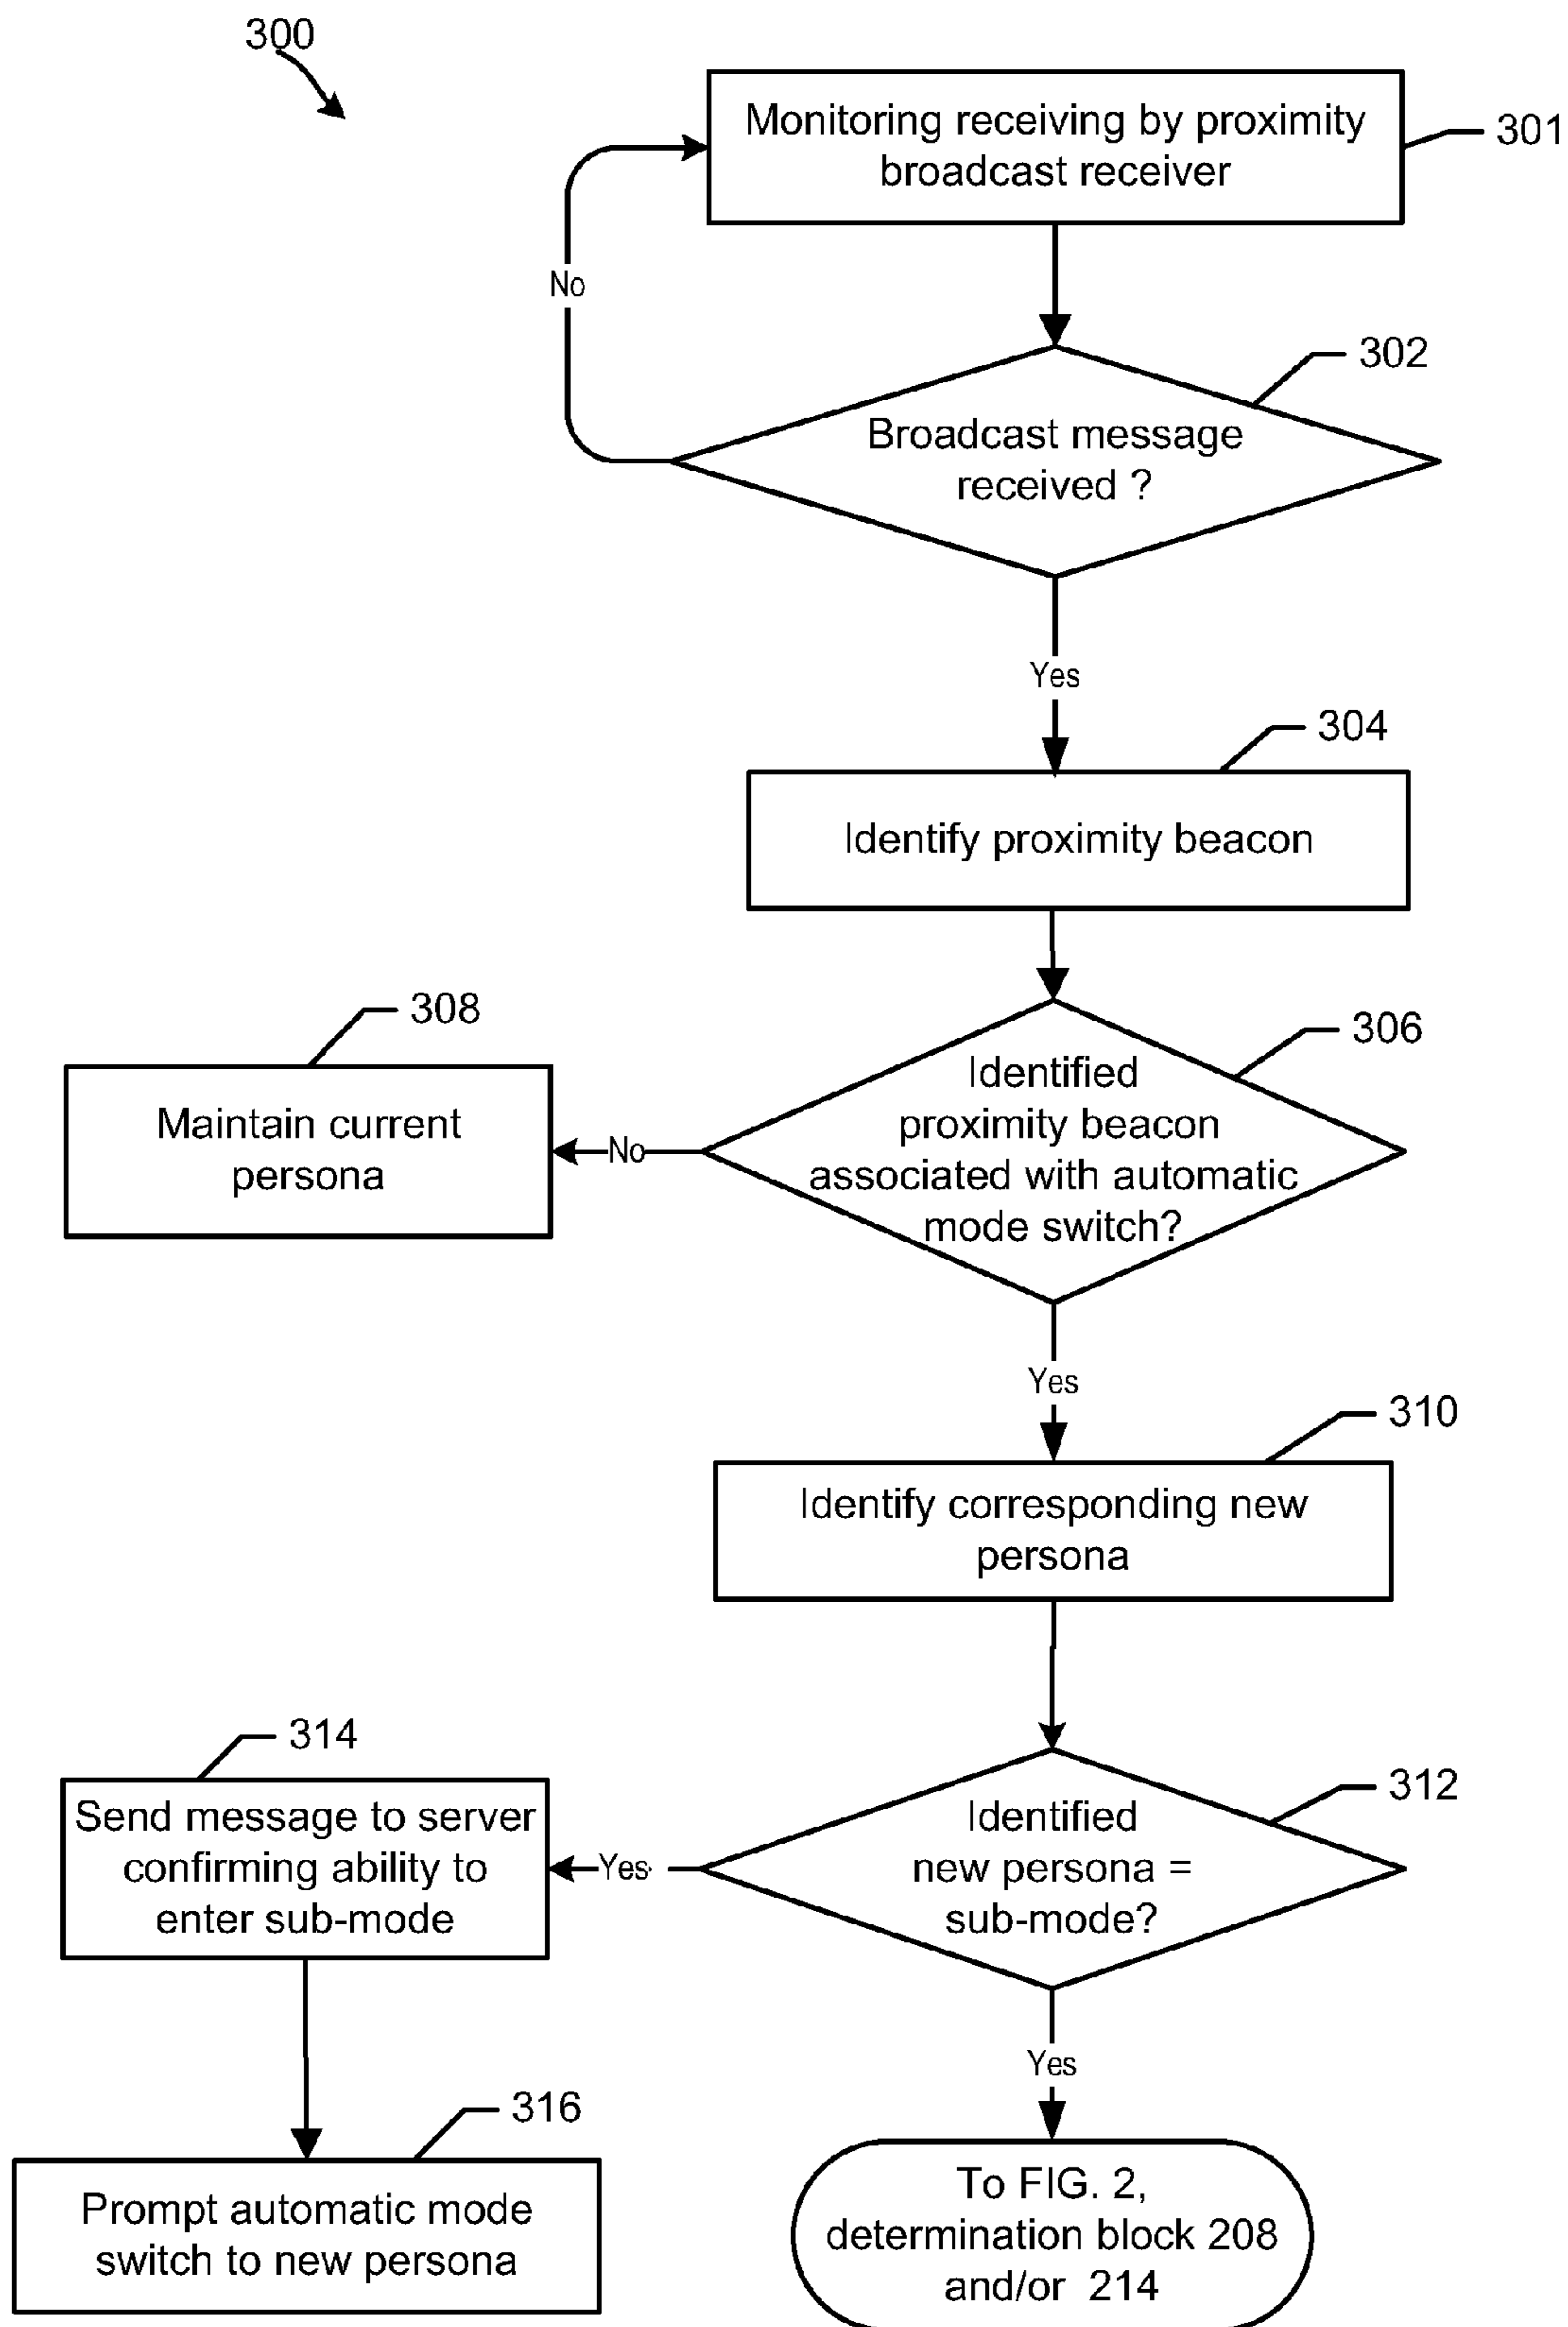 300
Monitoring receiving by proximity
broadcast receiver
301
No
302
Broadcast message
received ?
Yes
304
Identify proximity beacon
308
306
Maintain current
persona
No
Identified
proximity beacon
associated with automatic
mode switch?
Yes
310
Identify corresponding new
persona
314
312
Send message to server
confirming ability to
enter sub-mode
Yes
Identified
new persona =
sub-mode?
Yes
316
Prompt automatic mode
switch to new persona
To FIG. 2,
determination block 208
and/or 214